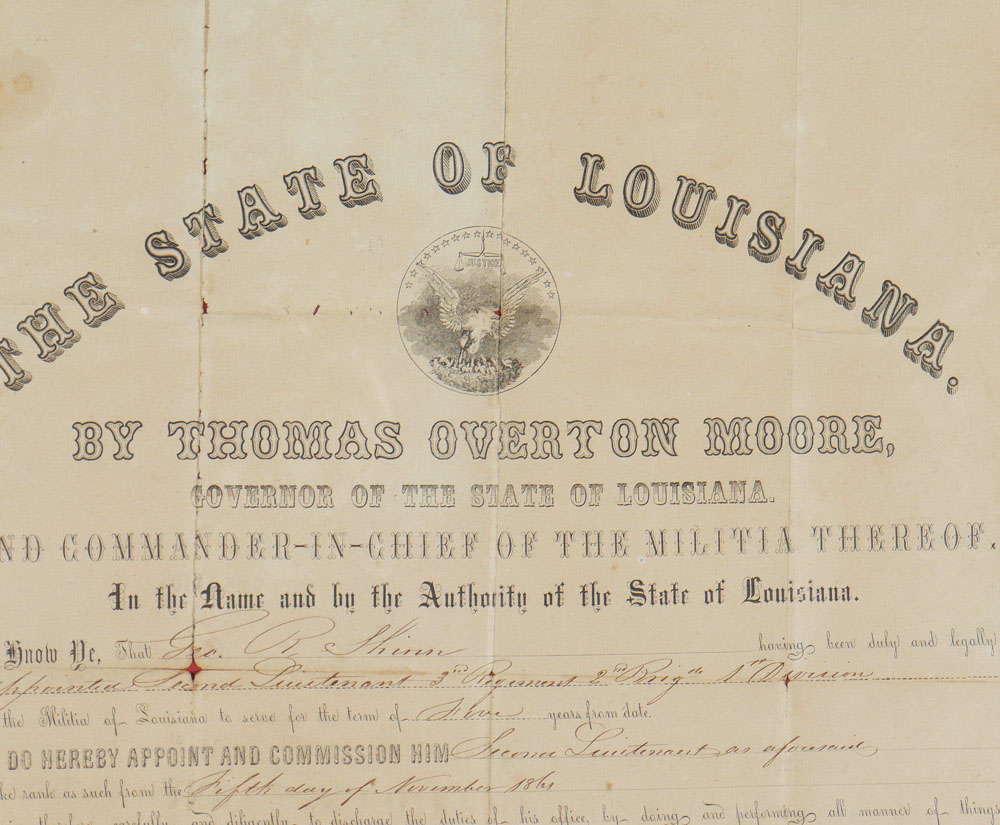 THE STATE OF LOUISIANA.
JUSTICE
BY THOMAS OVERTON MOORE,
GOVERNOR OF THE STATE OF LOUISIANA.
ND COMMANDER-IN-CHIEF OF THE MILITIA THEREOF.
In the Name and by the Authority of the State of Louisiana.
Know Ye, That Geo. R. Shinn having been duly and legally
appointed Second Lieutenant 3rd Regiment 2nd Brigde 1st Division
the Militia of Louisiana to serve for the term of years from date.
DO HEREBY APPOINT AND COMMISSION HIM Second Lieutenant as aforesaid
ke rank as such from the Fifth day of November 1861
carefully and diligently to discharge the duties of his office, by doing and performing all manner of things